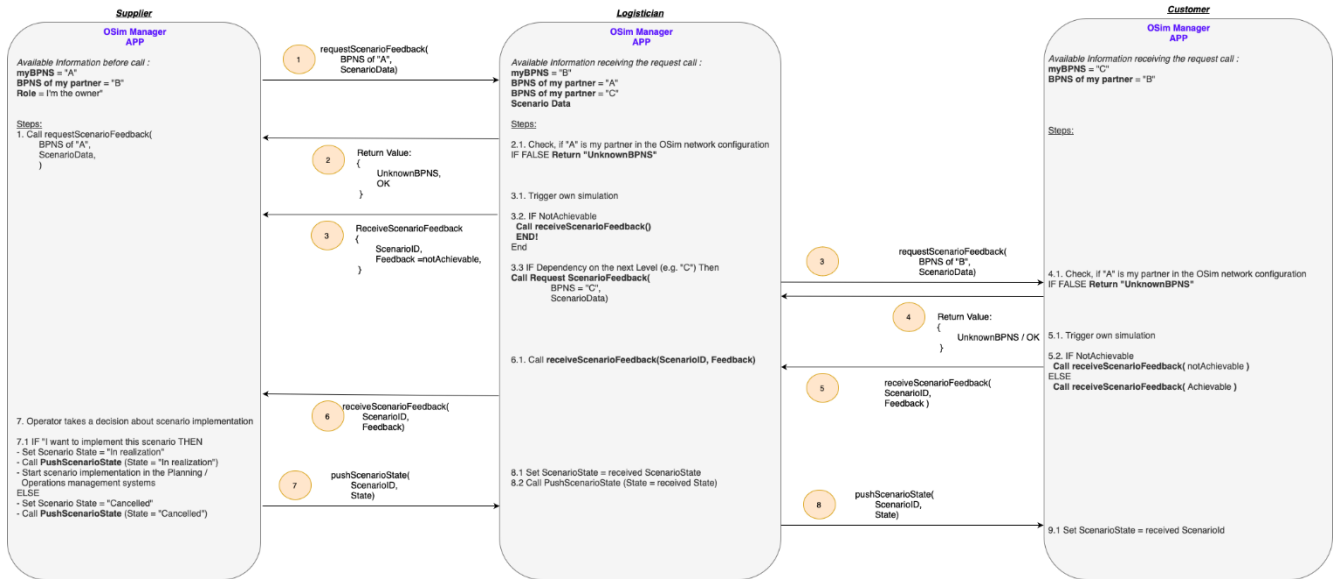 Supplier
OSim Manager
APP
Available Information before call :
myBPNS = "A"
BPNS of my partner = "B"
Role = I'm the owner"
Steps:
1. Call requestScenarioFeedback(
BPNS of "A",
ScenarioData,
)
7. Operator takes a decision about scenario implementation
7.1 IF "I want to implement this scenario THEN
- Set Scenario State = "In realization"
- Call PushScenarioState (State = "In realization")
- Start scenario implementation in the Planning /
Operations management systems
ELSE
- Set Scenario State = "Cancelled"
- Call PushScenarioState (State = "Cancelled")
1
requestScenarioFeedback(
BPNS of "A",
ScenarioData)
2
Return Value:
{
UnknownBPNS,
OK
}
3
ReceiveScenarioFeedback
{
ScenarioID,
Feedback =notAchievable,
}
6
receiveScenarioFeedback(
ScenarioID,
Feedback)
7
pushScenarioState(
ScenarioID,
State)
Logistician
OSim Manager
APP
Available Information receiving the request call :
myBPNS = "B"
BPNS of my partner = "A"
BPNS of my partner = "C"
Scenario Data
Steps:
2.1. Check, if "A" is my partner in the OSim network configuration
IF FALSE Return "UnknownBPNS"
3.1. Trigger own simulation
3.2. IF NotAchievable
Call receiveScenarioFeedback()
END!
End
3.3 IF Dependency on the next Level (e.g. "C") Then
Call Request ScenarioFeedback(
BPNS = "C",
ScenarioData)
6.1. Call receiveScenarioFeedback(ScenarioID, Feedback)
8.1 Set ScenarioState = received ScenarioState
8.2 Call PushScenarioState (State = received State)
3
requestScenarioFeedback(
BPNS of "B",
ScenarioData)
4
Return Value:
{
UnknownBPNS / OK
}
5
receiveScenarioFeedback(
ScenarioID,
Feedback )
8
pushScenarioState(
ScenarioID,
State)
Customer
OSim Manager
APP
Available Information receiving the request call :
myBPNS = "C"
BPNS of my partner = "B"
Steps:
4.1. Check, if "A" is my partner in the OSim network configuration
IF FALSE Return "UnknownBPNS"
5.1. Trigger own simulation
5.2. IF NotAchievable
Call receiveScenarioFeedback( notAchievable )
ELSE
Call receiveScenarioFeedback( Achievable )
9.1 Set ScenarioState = received ScenarioId